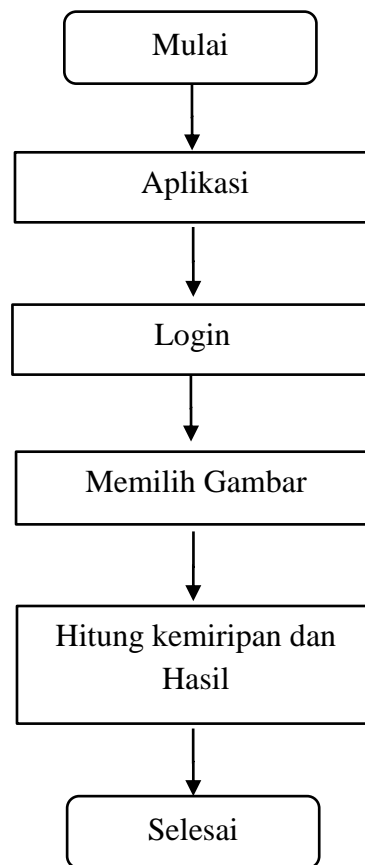 Mulai
Aplikasi
Login
Memilih Gambar
Hitung kemiripan dan
Hasil
Selesai